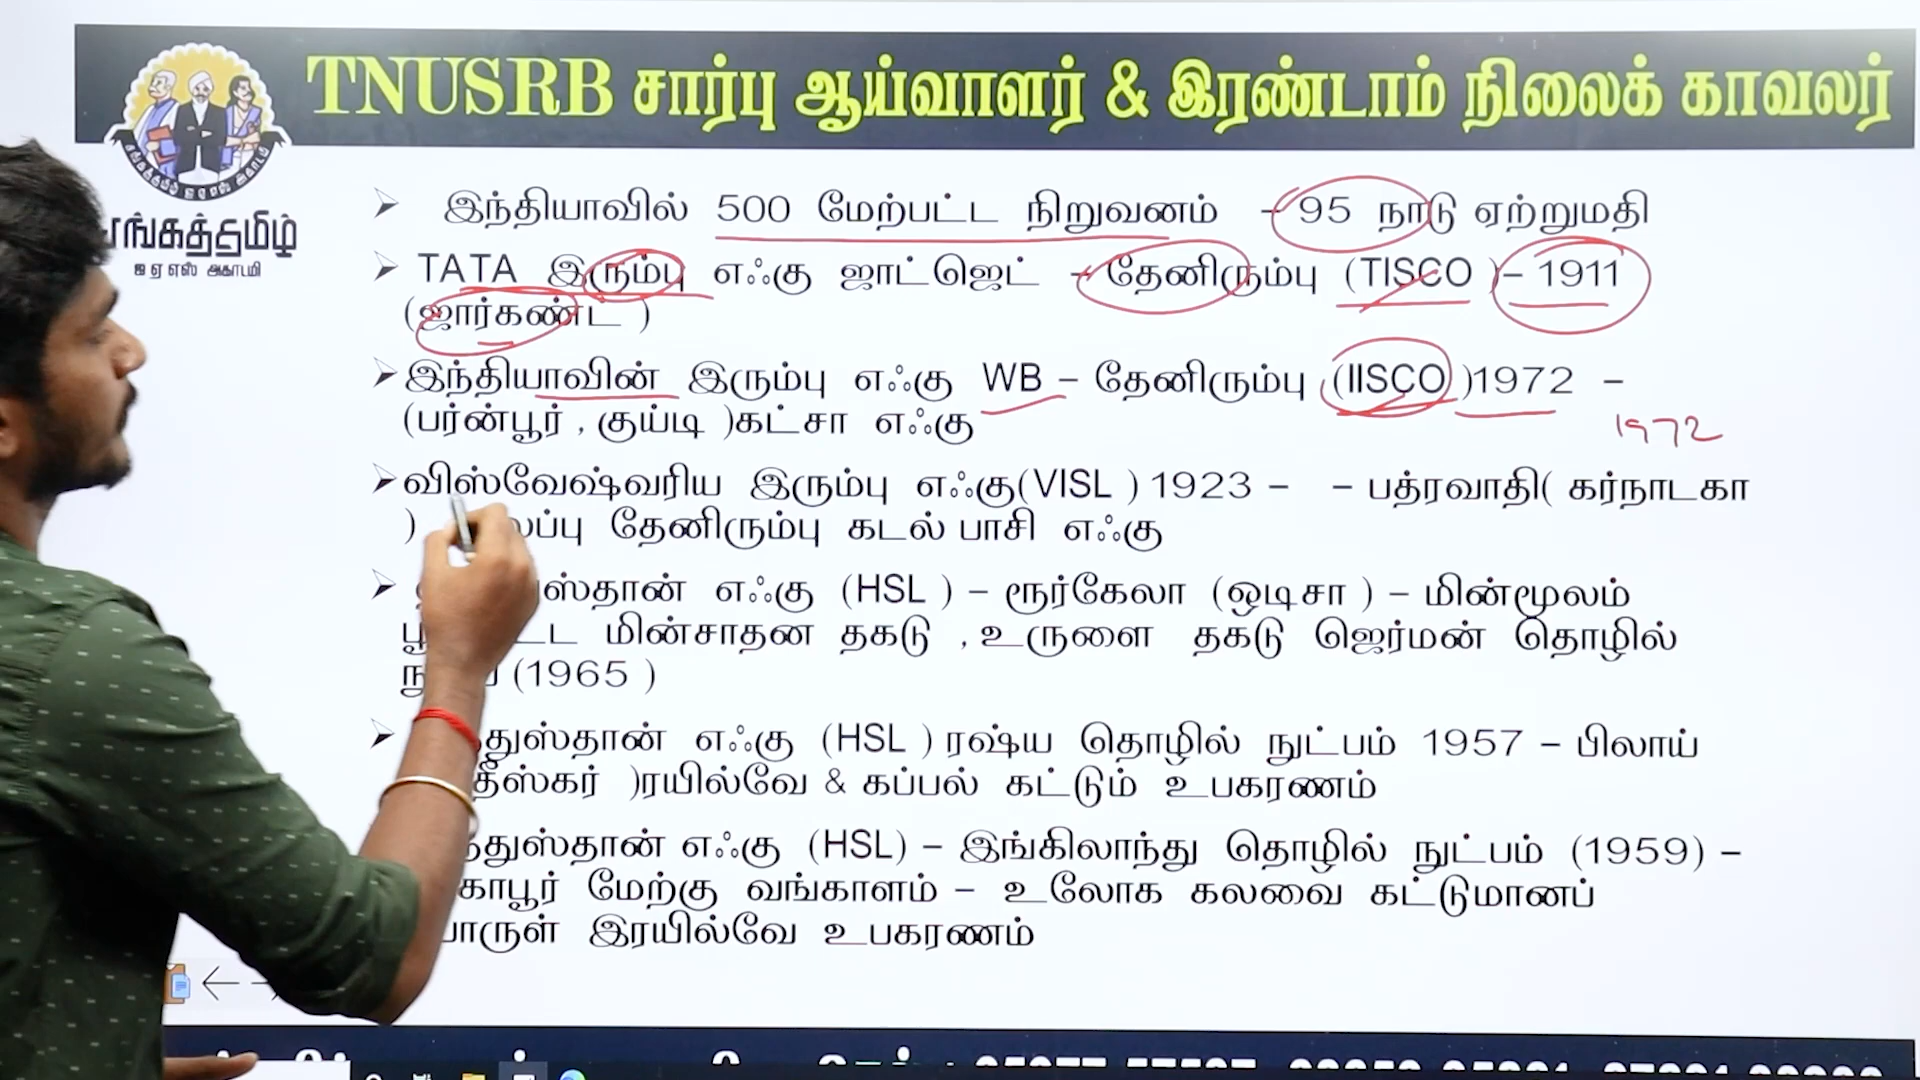 TNUSRB சார்பு ஆய்வாளர் & இரண்டாம் நிலைக் காவலர்
ஐ ஏ எஸ் அகாடமி
➢ இந்தியாவில் 500 மேற்பட்ட நிறுவனம் – 95 நாடு ஏற்றுமதி
➢ TATA இரும்பு எஃகு ஜாட்ஜெட் – தேனிரும்பு (TISCO )– 1911
(ஜார்கண்ட் )
➢ இந்தியாவின் இரும்பு எஃகு WB – தேனிரும்பு (IISCO )1972 –
(பர்ன்பூர் , குய்டி )கட்சா எஃகு
1972
➢ விஸ்வேஷ்வரிய இரும்பு எஃகு(VISL ) 1923 – – பத்ரவாதி( கர்நாடகா
) தேனிரும்பு கடல் பாசி எஃகு
➢ எஃகு (HSL ) – ரூர்கேலா (ஒடிசா ) – மின்மூலம்
மின்சாதன தகடு , உருளை தகடு ஜெர்மன் தொழில்
(1965 )
➢ எஃகு (HSL ) ரஷ்ய தொழில் நுட்பம் 1957 – பிலாய்
)ரயில்வே & கப்பல் கட்டும் உபகரணம்
எஃகு (HSL) – இங்கிலாந்து தொழில் நுட்பம் (1959) –
மேற்கு வங்காளம் – உலோக கலவை கட்டுமானப்
இரயில்வே உபகரணம்